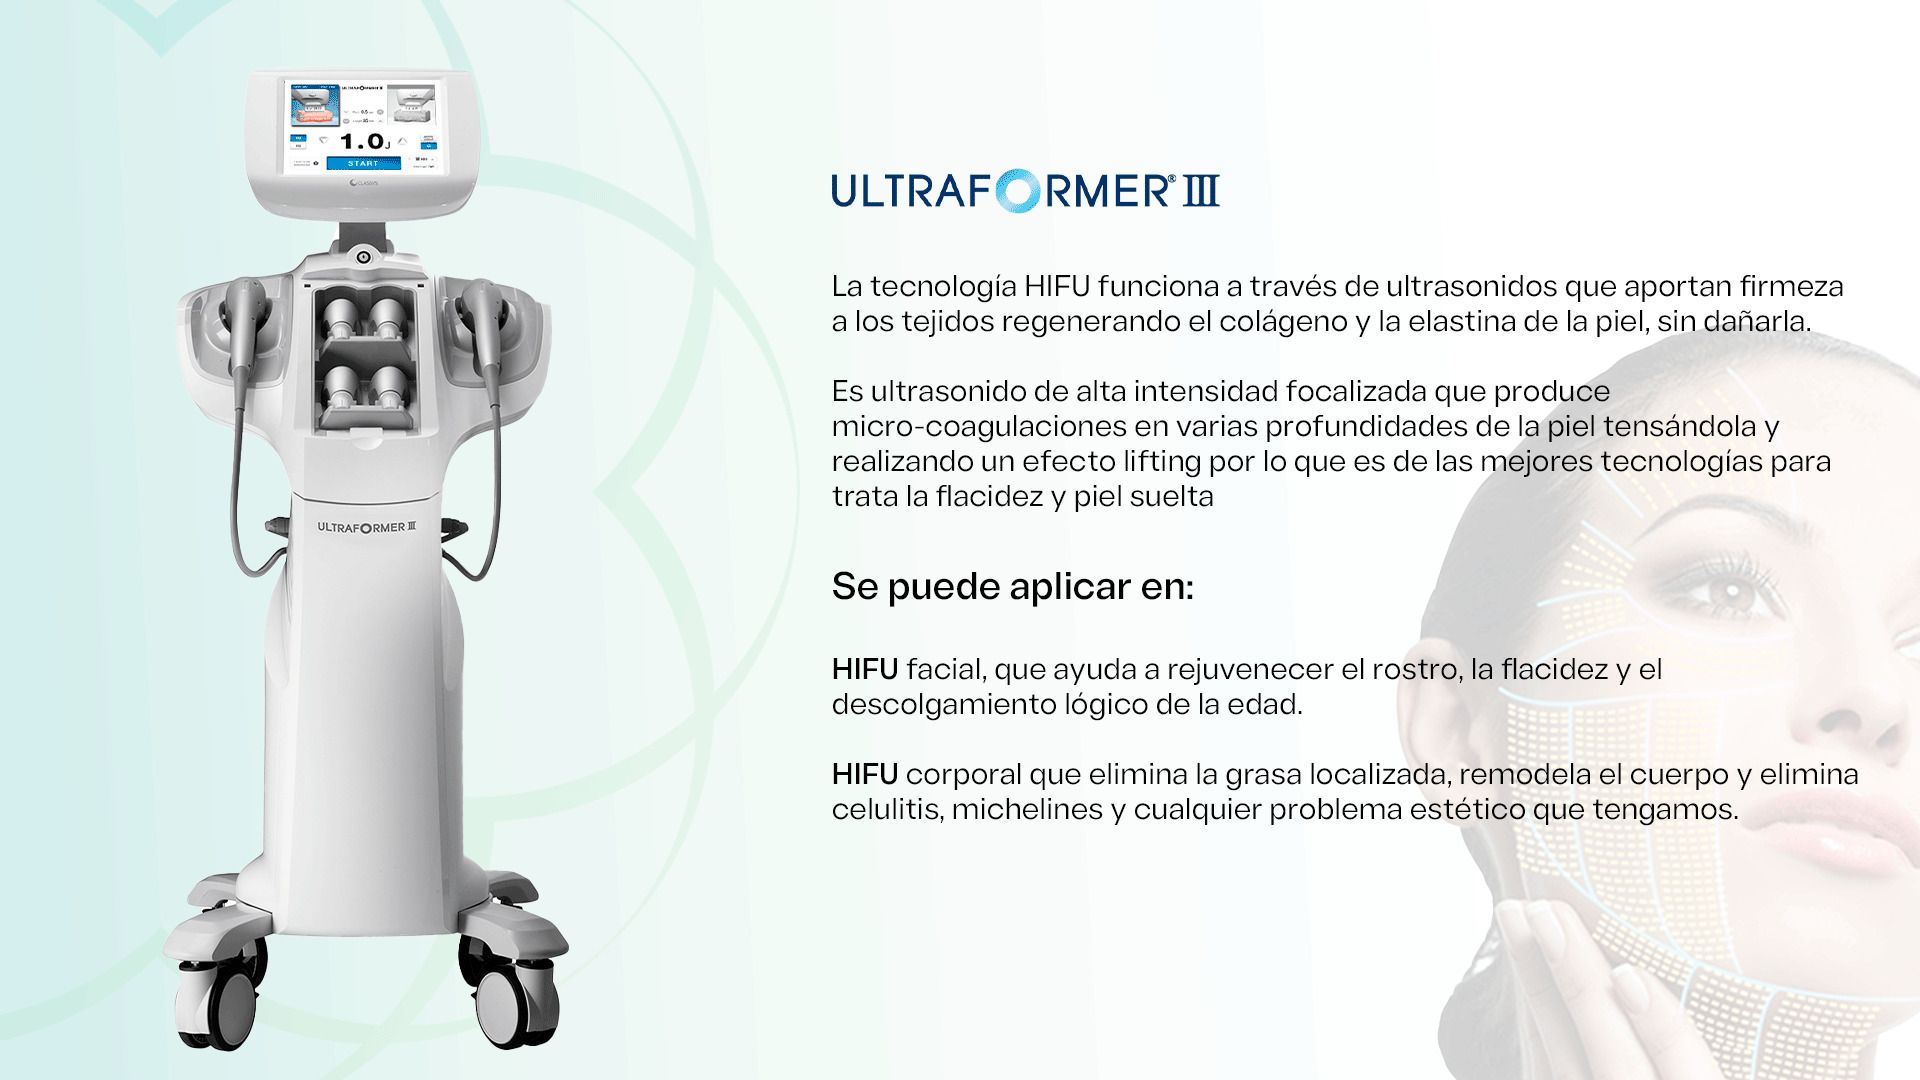 ULTRAFORMER III
1.0 J
START
CLASSYS
ULTRAFORMER III
ULTRAFORMER® III
La tecnología HIFU funciona a través de ultrasonidos que aportan firmeza
a los tejidos regenerando el colágeno y la elastina de la piel, sin dañarla.
Es ultrasonido de alta intensidad focalizada que produce
micro-coagulaciones en varias profundidades de la piel tensándola y
realizando un efecto lifting por lo que es de las mejores tecnologías para
trata la flacidez y piel suelta
Se puede aplicar en:
HIFU facial, que ayuda a rejuvenecer el rostro, la flacidez y el
descolgamiento lógico de la edad.
HIFU corporal que elimina la grasa localizada, remodela el cuerpo y elimina
celulitis, michelines y cualquier problema estético que tengamos.